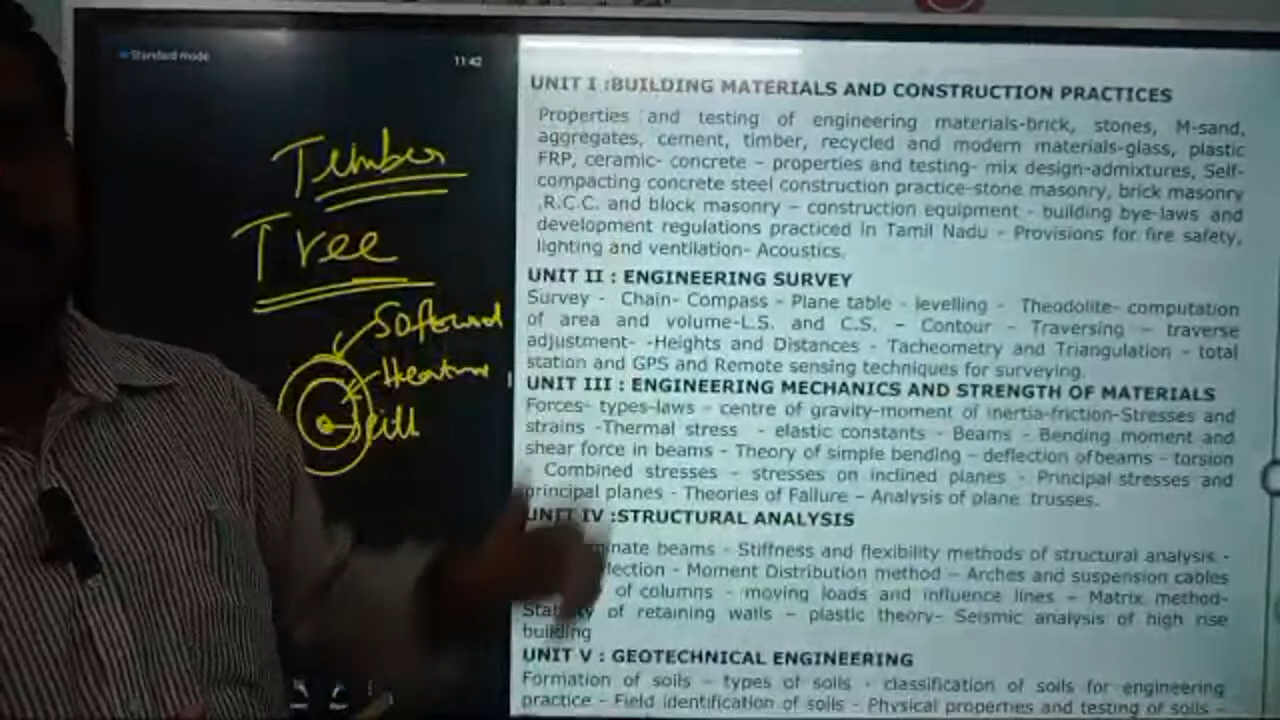 Standard mode
11:42
Timber
Tree
UNIT I :BUILDING MATERIALS AND CONSTRUCTION PRACTICES
Properties and testing of engineering materials-brick, stones, M-sand,
aggregates, cement, timber, recycled and modern materials-glass, plastic
FRP, ceramic- concrete – properties and testing- mix design-admixtures, Self-
compacting concrete steel construction practice-stone masonry, brick masonry
,R.C.C. and block masonry – construction equipment - building bye-laws and
development regulations practiced in Tamil Nadu - Provisions for fire safety,
lighting and ventilation- Acoustics.
UNIT II : ENGINEERING SURVEY
Survey - Chain- Compass - Plane table - levelling - Theodolite- computation
of area and volume-L.S. and C.S. – Contour – Traversing – traverse
adjustment- -Heights and Distances - Tacheometry and Triangulation - total
station and GPS and Remote sensing techniques for surveying.
UNIT III : ENGINEERING MECHANICS AND STRENGTH OF MATERIALS
Forces- types-laws - centre of gravity-moment of inertia-friction-Stresses and
strains -Thermal stress - elastic constants - Beams - Bending moment and
shear force in beams - Theory of simple bending – deflection of beams - torsion
- Combined stresses - stresses on inclined planes - Principal stresses and
principal planes - Theories of Failure – Analysis of plane trusses.
UNIT IV :STRUCTURAL ANALYSIS
minate beams - Stiffness and flexibility methods of structural analysis -
lection - Moment Distribution method – Arches and suspension cables
of columns - moving loads and influence lines – Matrix method-
Stability of retaining walls – plastic theory- Seismic analysis of high rise
building
UNIT V : GEOTECHNICAL ENGINEERING
Formation of soils – types of soils - classification of soils for engineering
practice - Field identification of soils - Physical properties and testing of soils –